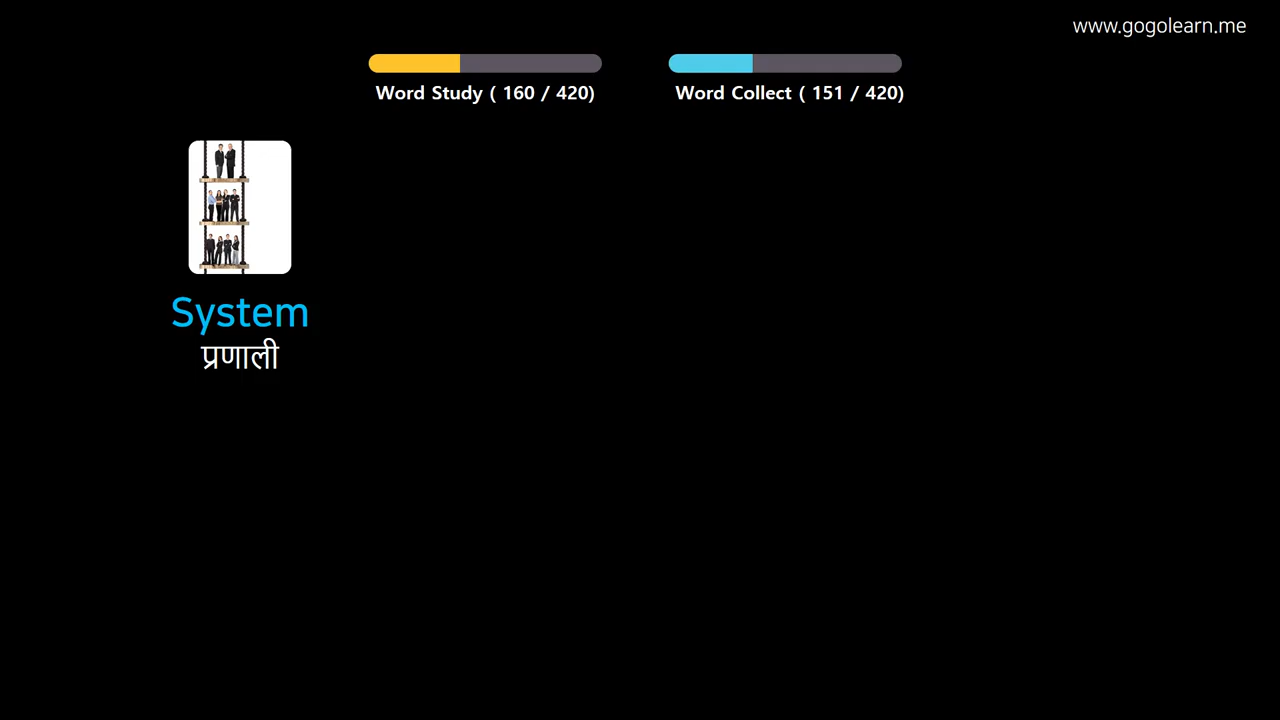 www.gogolearn.me
Word Study ( 160 / 420)
Word Collect ( 151 / 420)
System
प्रणाली